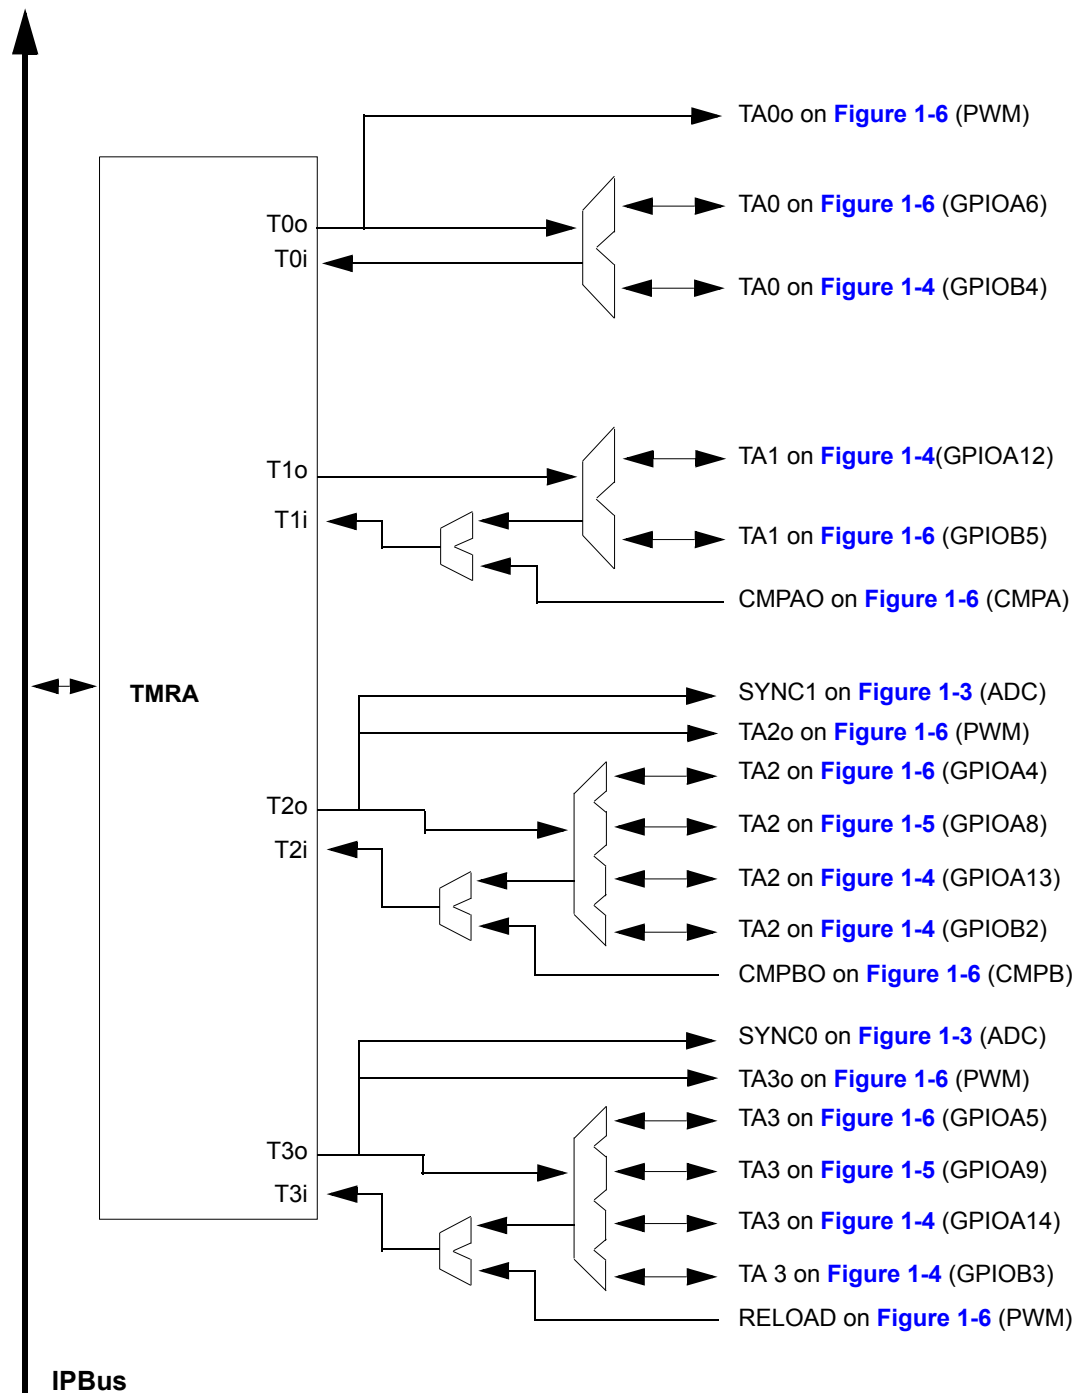 TA0o on Figure 1-6 (PWM)
T0o
TA0 on Figure 1-6 (GPIOA6)
T0i
TA0 on Figure 1-4 (GPIOB4)
T1o
TA1 on Figure 1-4(GPIOA12)
T1i
TA1 on Figure 1-6 (GPIOB5)
CMPAO on Figure 1-6 (CMPA)
TMRA
SYNC1 on Figure 1-3 (ADC)
TA2o on Figure 1-6 (PWM)
TA2 on Figure 1-6 (GPIOA4)
T2o
TA2 on Figure 1-5 (GPIOA8)
T2i
TA2 on Figure 1-4 (GPIOA13)
TA2 on Figure 1-4 (GPIOB2)
CMPBO on Figure 1-6 (CMPB)
SYNC0 on Figure 1-3 (ADC)
TA3o on Figure 1-6 (PWM)
TA3 on Figure 1-6 (GPIOA5)
T3o
TA3 on Figure 1-5 (GPIOA9)
T3i
TA3 on Figure 1-4 (GPIOA14)
TA 3 on Figure 1-4 (GPIOB3)
RELOAD on Figure 1-6 (PWM)
IPBus